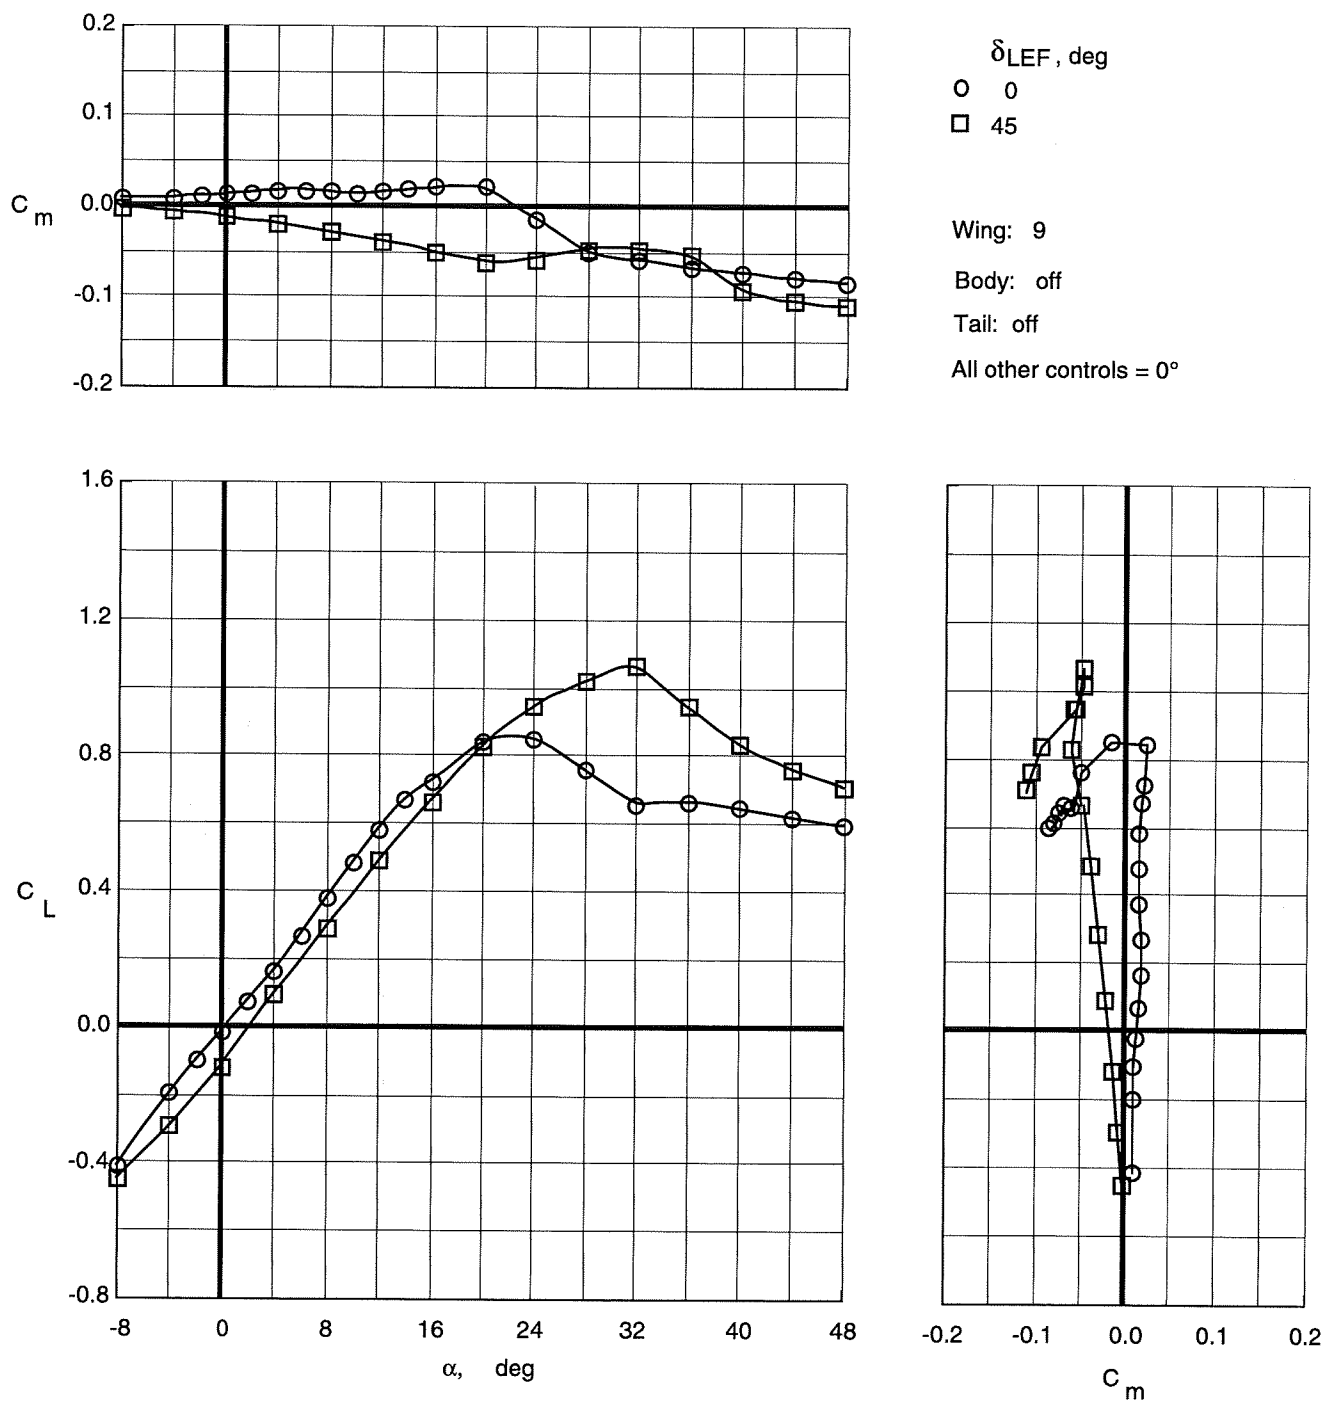 0.2
0.1
0.0
-0.1
-0.2
C m
δLEF, deg
0
45
Wing: 9
Body: off
Tail: off
All other controls = 0°
1.6
1.2
0.8
0.4
0.0
-0.4
-0.8
C L
-8 0 8 16 24 32 40 48
α, deg
-0.2 -0.1 0.0 0.1 0.2
C m